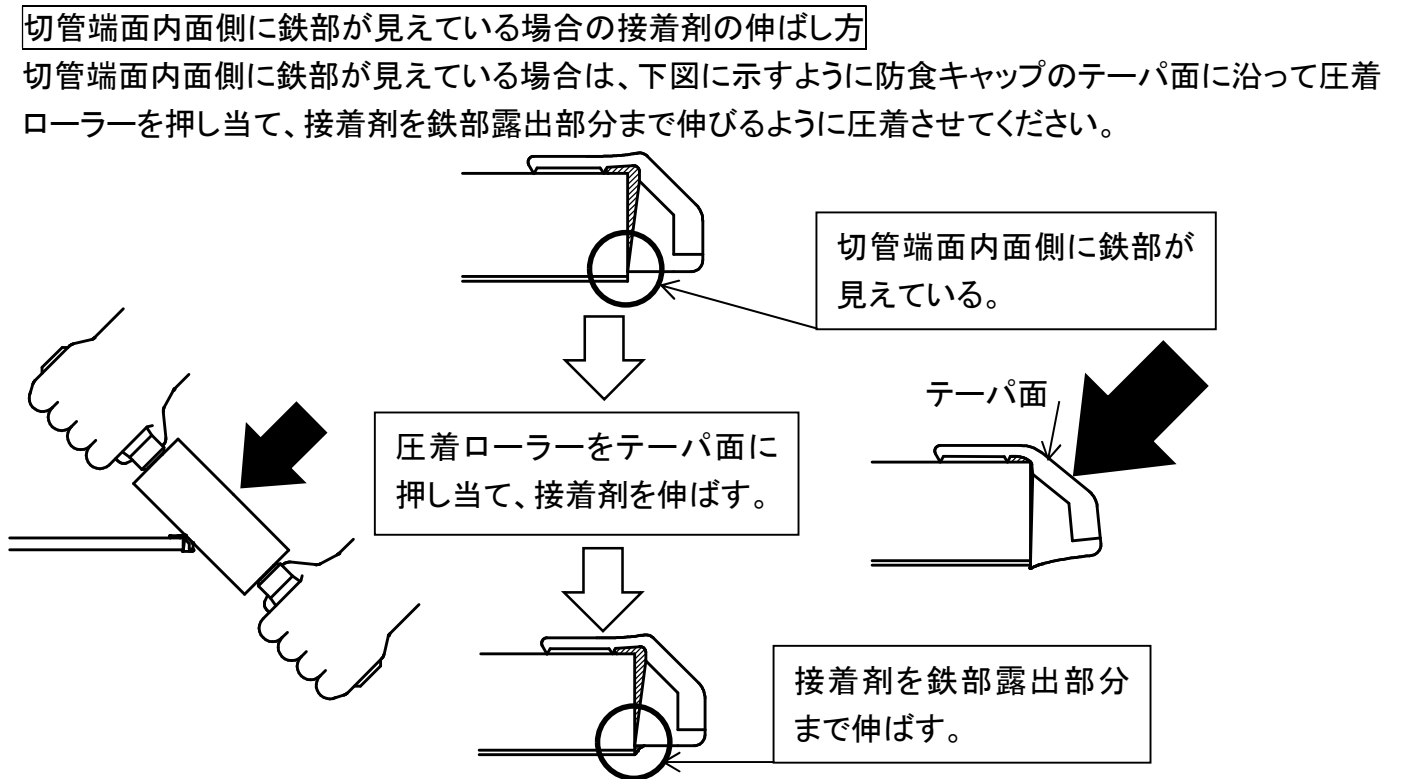 切管端面内面側に鉄部が見えている場合の接着剤の伸ばし方
切管端面内面側に鉄部が見えている場合は、下図に示すように防食キャップのテーパ面に沿って圧着
ローラーを押し当て、接着剤を鉄部露出部分まで伸びるように圧着させてください。
切管端面内面側に鉄部が
見えている。
テーパ面
圧着ローラーをテーパ面に
押し当て、接着剤を伸ばす。
接着剤を鉄部露出部分
まで伸ばす。